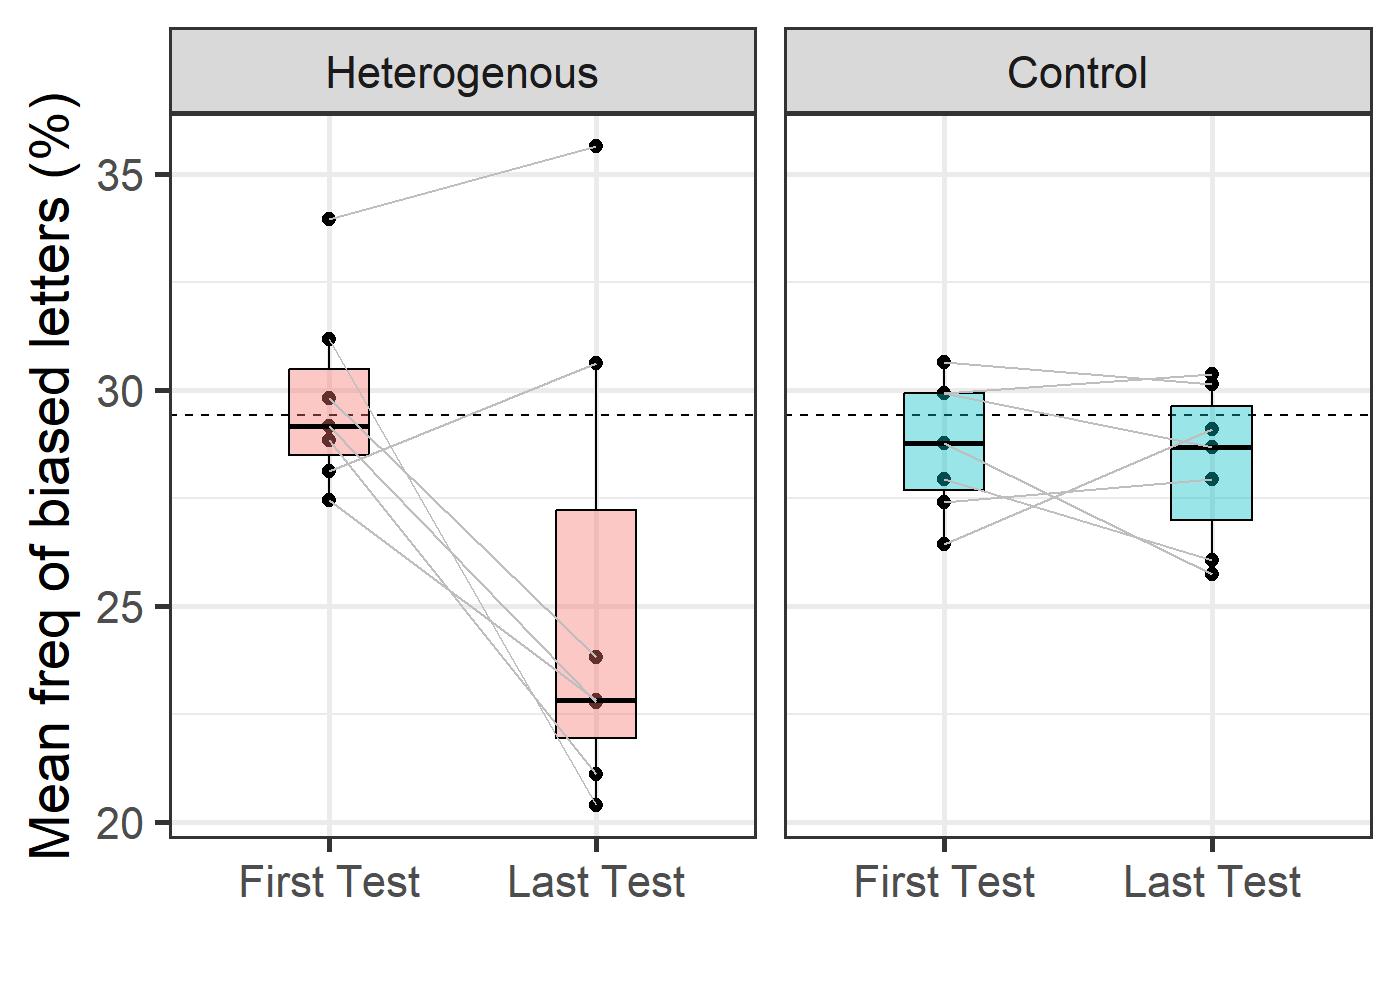 Heterogenous
Control
Mean freq of biased letters (%)
35
30
25
20
First Test
Last Test
First Test
Last Test